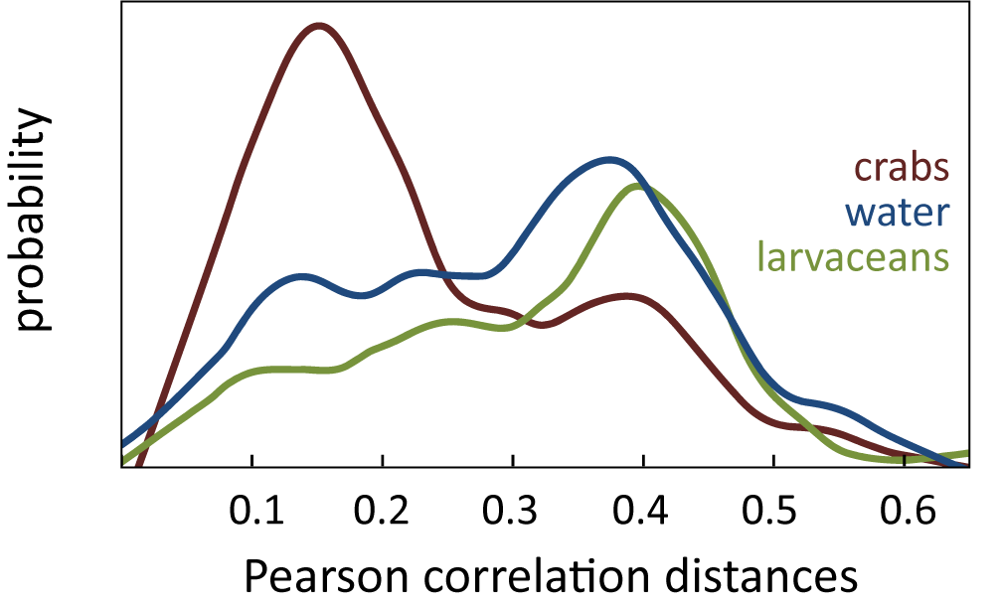 probability
crabs
water
larvaceans
0.1 0.2 0.3 0.4 0.5 0.6
Pearson correlation distances